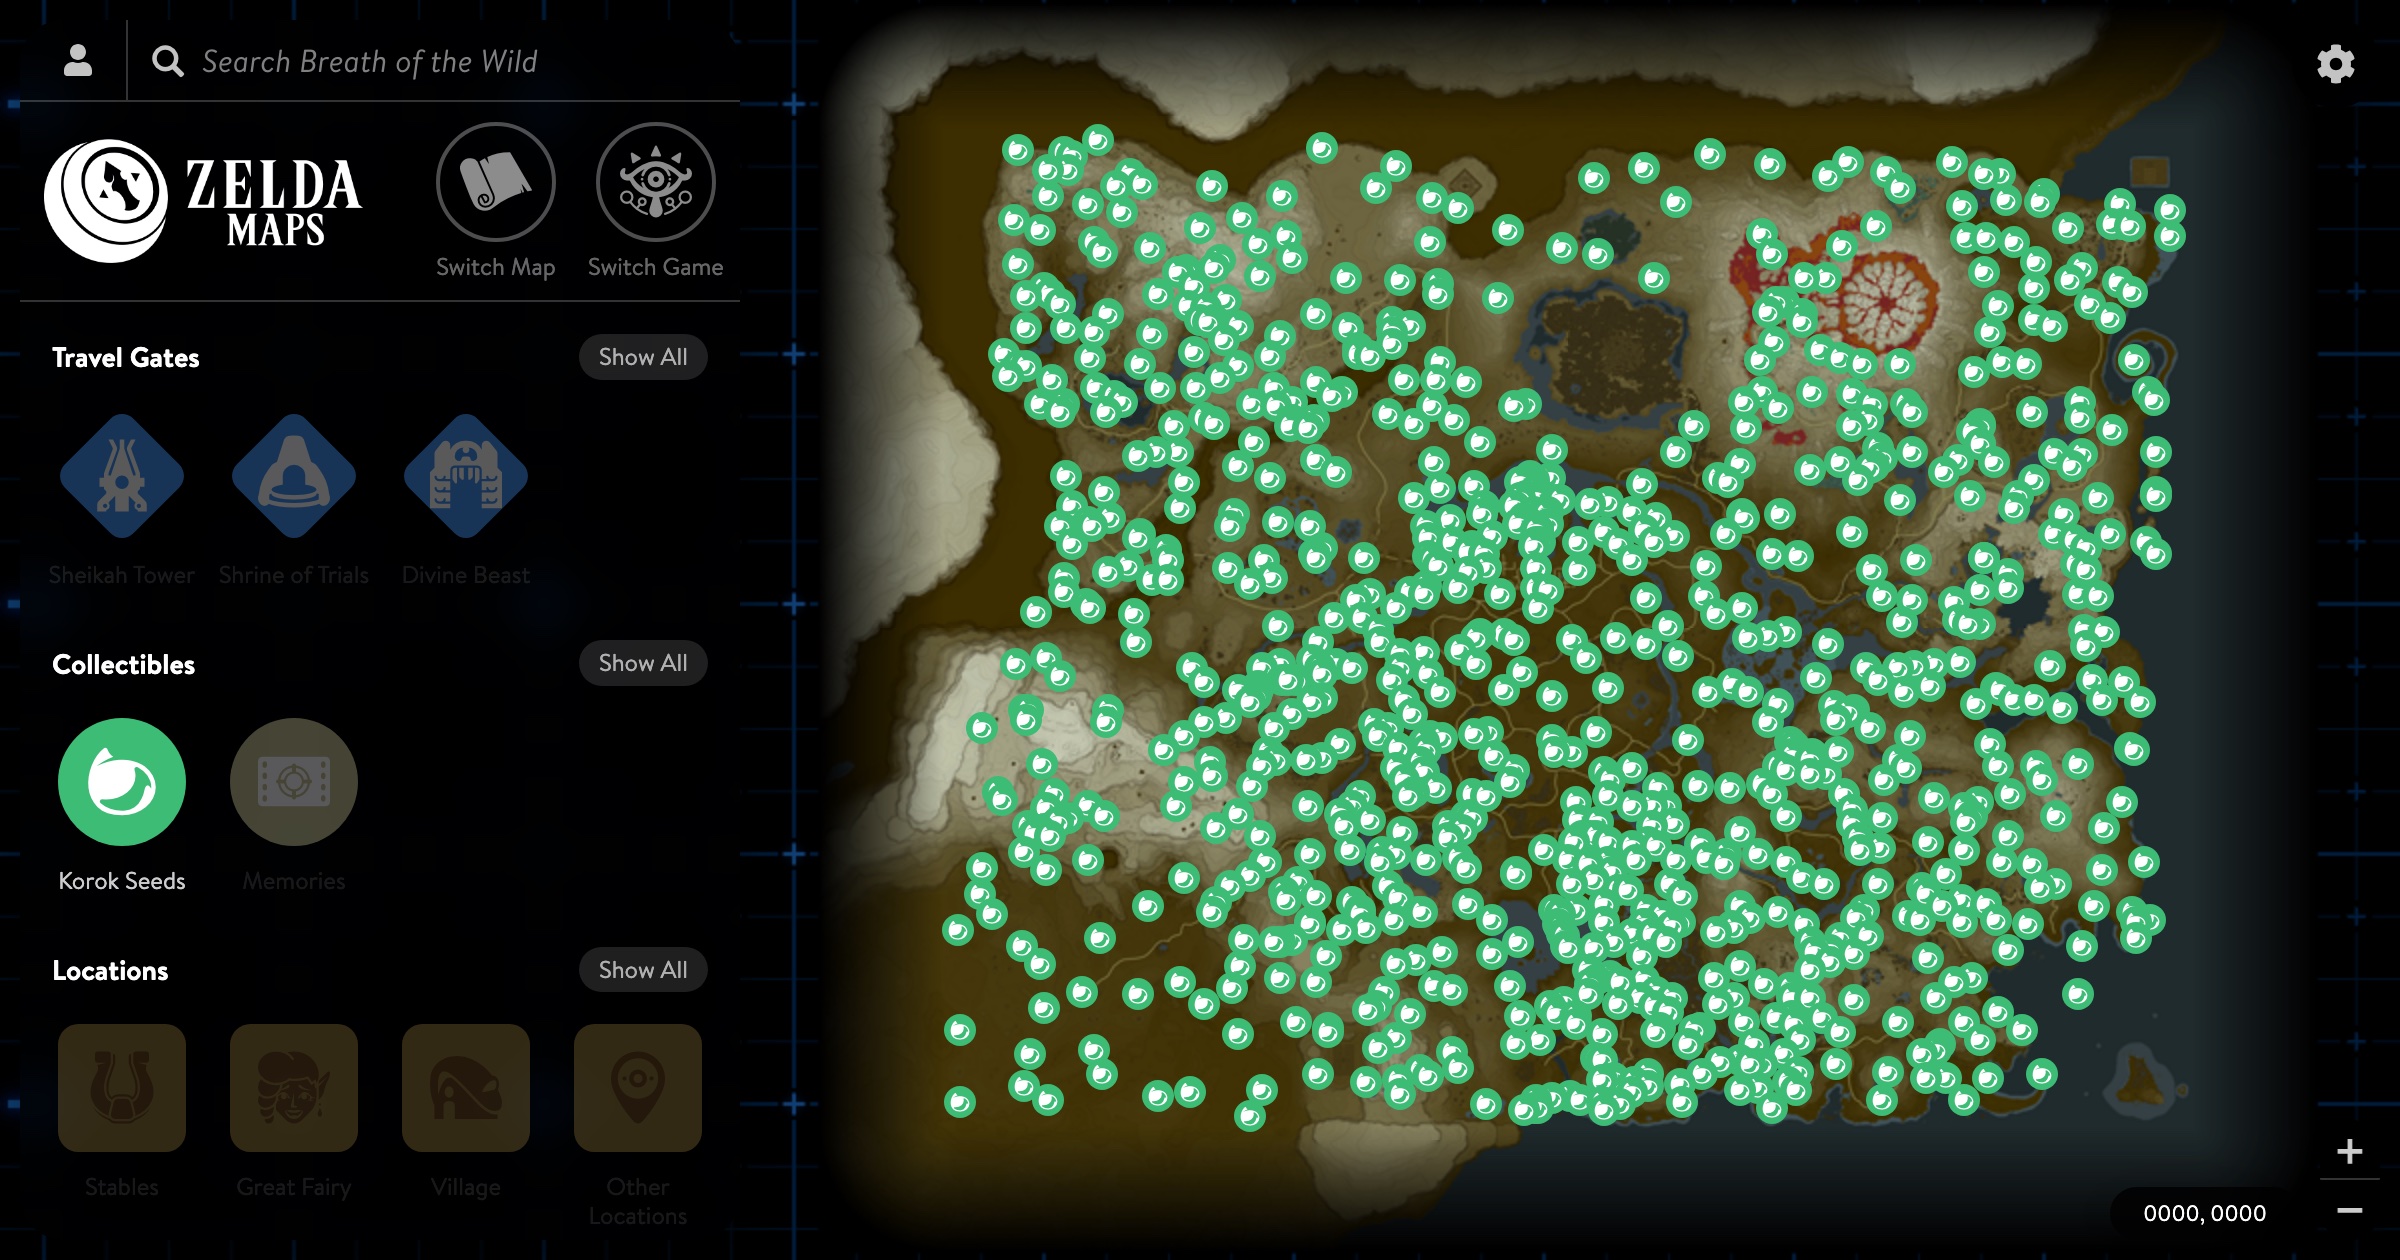 Search Breath of the Wild
ZELDA
MAPS
Switch Map
Switch Game
Travel Gates
Show All
Sheikah Tower
Shrine of Trials
Divine Beast
Collectibles
Show All
Korok Seeds
Memories
Locations
Show All
Stables
Great Fairy
Village
Other
Locations
+
−
0000, 0000